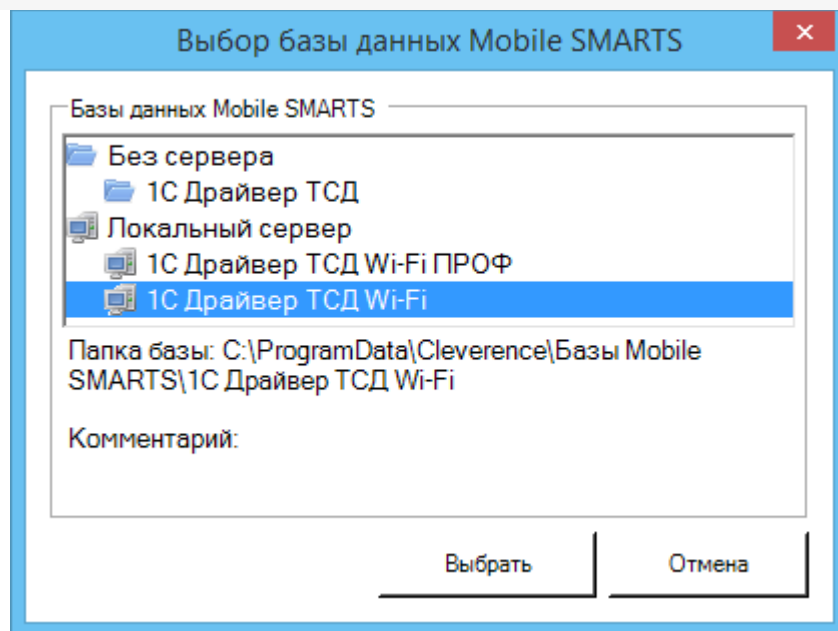 Выбор базы данных Mobile SMARTS
Базы данных Mobile SMARTS
Без сервера
1С Драйвер ТСД
Локальный сервер
1С Драйвер ТСД Wi-Fi ПРОФ
1С Драйвер ТСД Wi-Fi
Папка базы: C:\ProgramData\Cleverence\Базы Mobile
SMARTS\1С Драйвер ТСД Wi-Fi
Комментарий:
Выбрать
Отмена